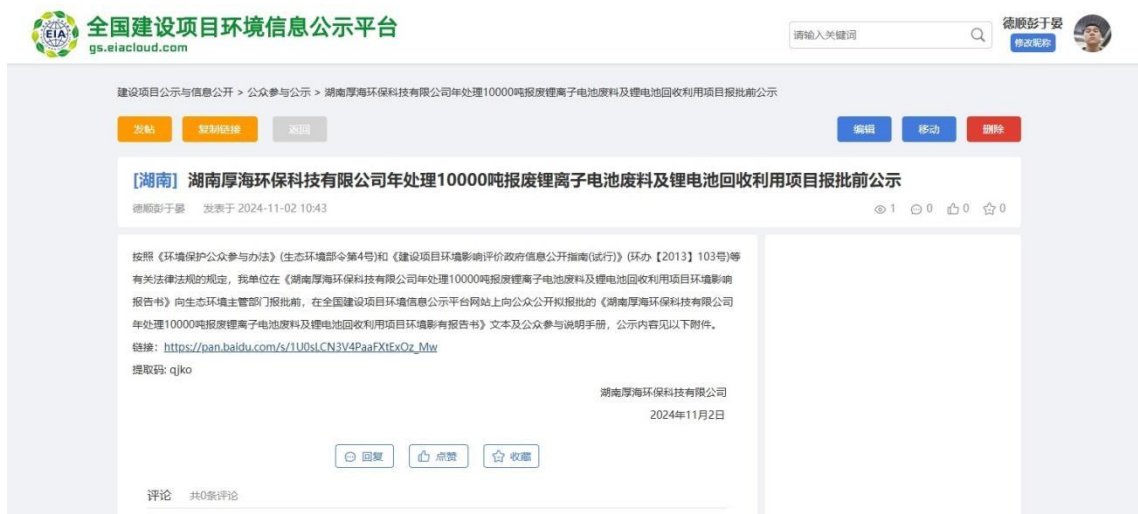 EIA
全国建设项目环境信息公示平台
gs.eiacloud.com
请输入关键词
德顺彭于晏
修改昵称
建设项目公示与信息公开 > 公众参与公示 > 湖南厚海环保科技有限公司年处理10000吨报废锂离子电池废料及锂电池回收利用项目报批前公示
发帖 复制链接 返回 编辑 移动 删除
[湖南] 湖南厚海环保科技有限公司年处理10000吨报废锂离子电池废料及锂电池回收利用项目报批前公示
德顺彭于晏 发表于 2024-11-02 10:43 1 0 0 0
按照《环境保护公众参与办法》(生态环境部令第4号)和《建设项目环境影响评价政府信息公开指南(试行)》(环办【2013】103号)等
有关法律法规的规定，我单位在《湖南厚海环保科技有限公司年处理10000吨报废锂离子电池废料及锂电池回收利用项目环境影响
报告书》向生态环境主管部门报批前，在全国建设项目环境信息公示平台网站上向公众公开拟报批的《湖南厚海环保科技有限公司
年处理10000吨报废锂离子电池废料及锂电池回收利用项目环境影有报告书》文本及公众参与说明手册，公示内容见以下附件。
链接：https://pan.baidu.com/s/1U0sLCN3V4PaaFXtExOz_Mw
提取码: qjko
湖南厚海环保科技有限公司
2024年11月2日
回复 点赞 收藏
评论 共0条评论